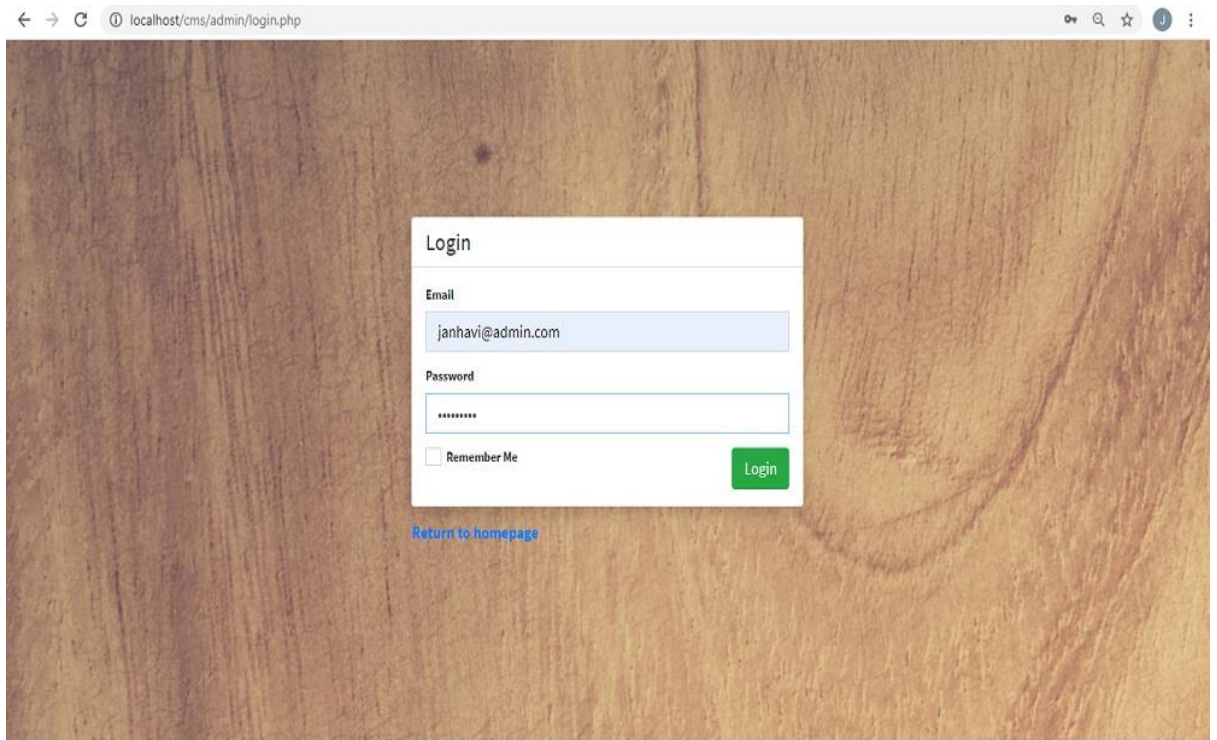 localhost/cms/admin/login.php
J
Login
Email
janhavi@admin.com
Password
•••••••••
Remember Me
Login
Return to homepage